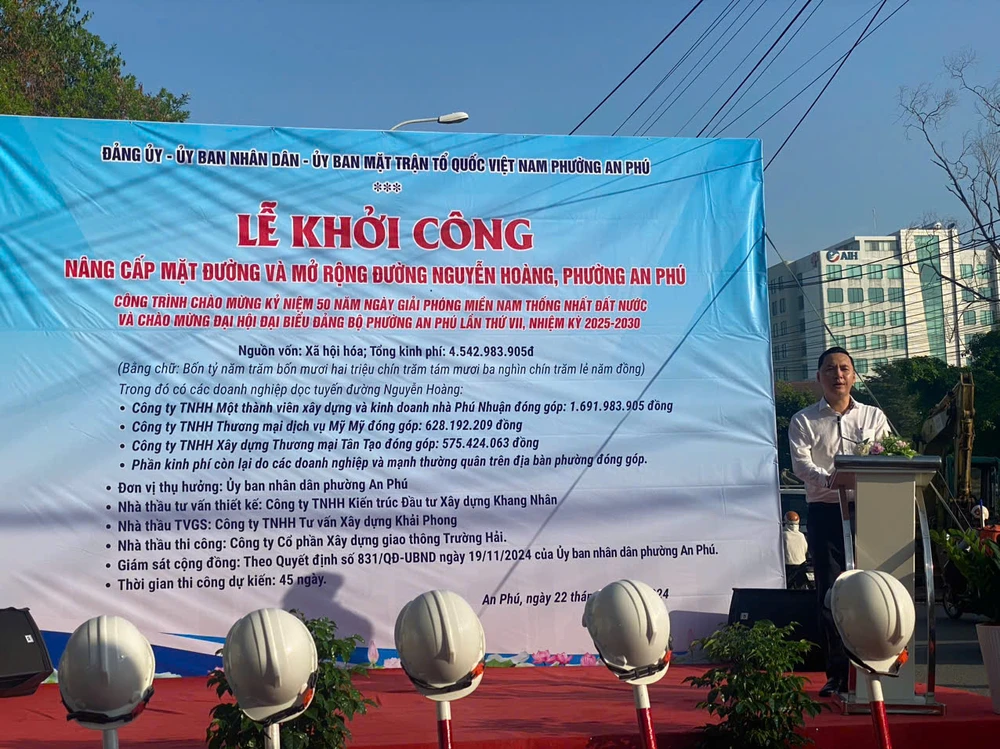 ĐẢNG ỦY - ỦY BAN NHÂN DÂN - ỦY BAN MẶT TRẬN TỔ QUỐC VIỆT NAM PHƯỜNG AN PHÚ
***
LỄ KHỞI CÔNG
NÂNG CẤP MẶT ĐƯỜNG VÀ MỞ RỘNG ĐƯỜNG NGUYỄN HOÀNG, PHƯỜNG AN PHÚ
CÔNG TRÌNH CHÀO MỪNG KỶ NIỆM 50 NĂM NGÀY GIẢI PHÓNG MIỀN NAM THỐNG NHẤT ĐẤT NƯỚC
VÀ CHÀO MỪNG ĐẠI HỘI ĐẠI BIỂU ĐẢNG BỘ PHƯỜNG AN PHÚ LẦN THỨ VII, NHIỆM KỲ 2025-2030
Nguồn vốn: Xã hội hóa; Tổng kinh phí: 4.542.983.905đ
(Bằng chữ: Bốn tỷ năm trăm bốn mươi hai triệu chín trăm tám mươi ba nghìn chín trăm lẻ năm đồng)
Trong đó có các doanh nghiệp dọc tuyến đường Nguyễn Hoàng:
• Công ty TNHH Một thành viên xây dựng và kinh doanh nhà Phú Nhuận đóng góp: 1.691.983.905 đồng
• Công ty TNHH Thương mại dịch vụ Mỹ Mỹ đóng góp: 628.192.209 đồng
• Công ty TNHH Xây dựng Thương mại Tân Tạo đóng góp: 575.424.063 đồng
• Phần kinh phí còn lại do các doanh nghiệp và mạnh thường quân trên địa bàn phường đóng góp.
• Đơn vị thụ hưởng: Ủy ban nhân dân phường An Phú
• Nhà thầu tư vấn thiết kế: Công ty TNHH Kiến trúc Đầu tư Xây dựng Khang Nhân
• Nhà thầu TVGS: Công ty TNHH Tư vấn Xây dựng Khải Phong
• Nhà thầu thi công: Công ty Cổ phần Xây dựng giao thông Trường Hải.
• Giám sát cộng đồng: Theo Quyết định số 831/QĐ-UBND ngày 19/11/2024 của Ủy ban nhân dân phường An Phú.
• Thời gian thi công dự kiến: 45 ngày.
An Phú, ngày 22 thá 24
AIH